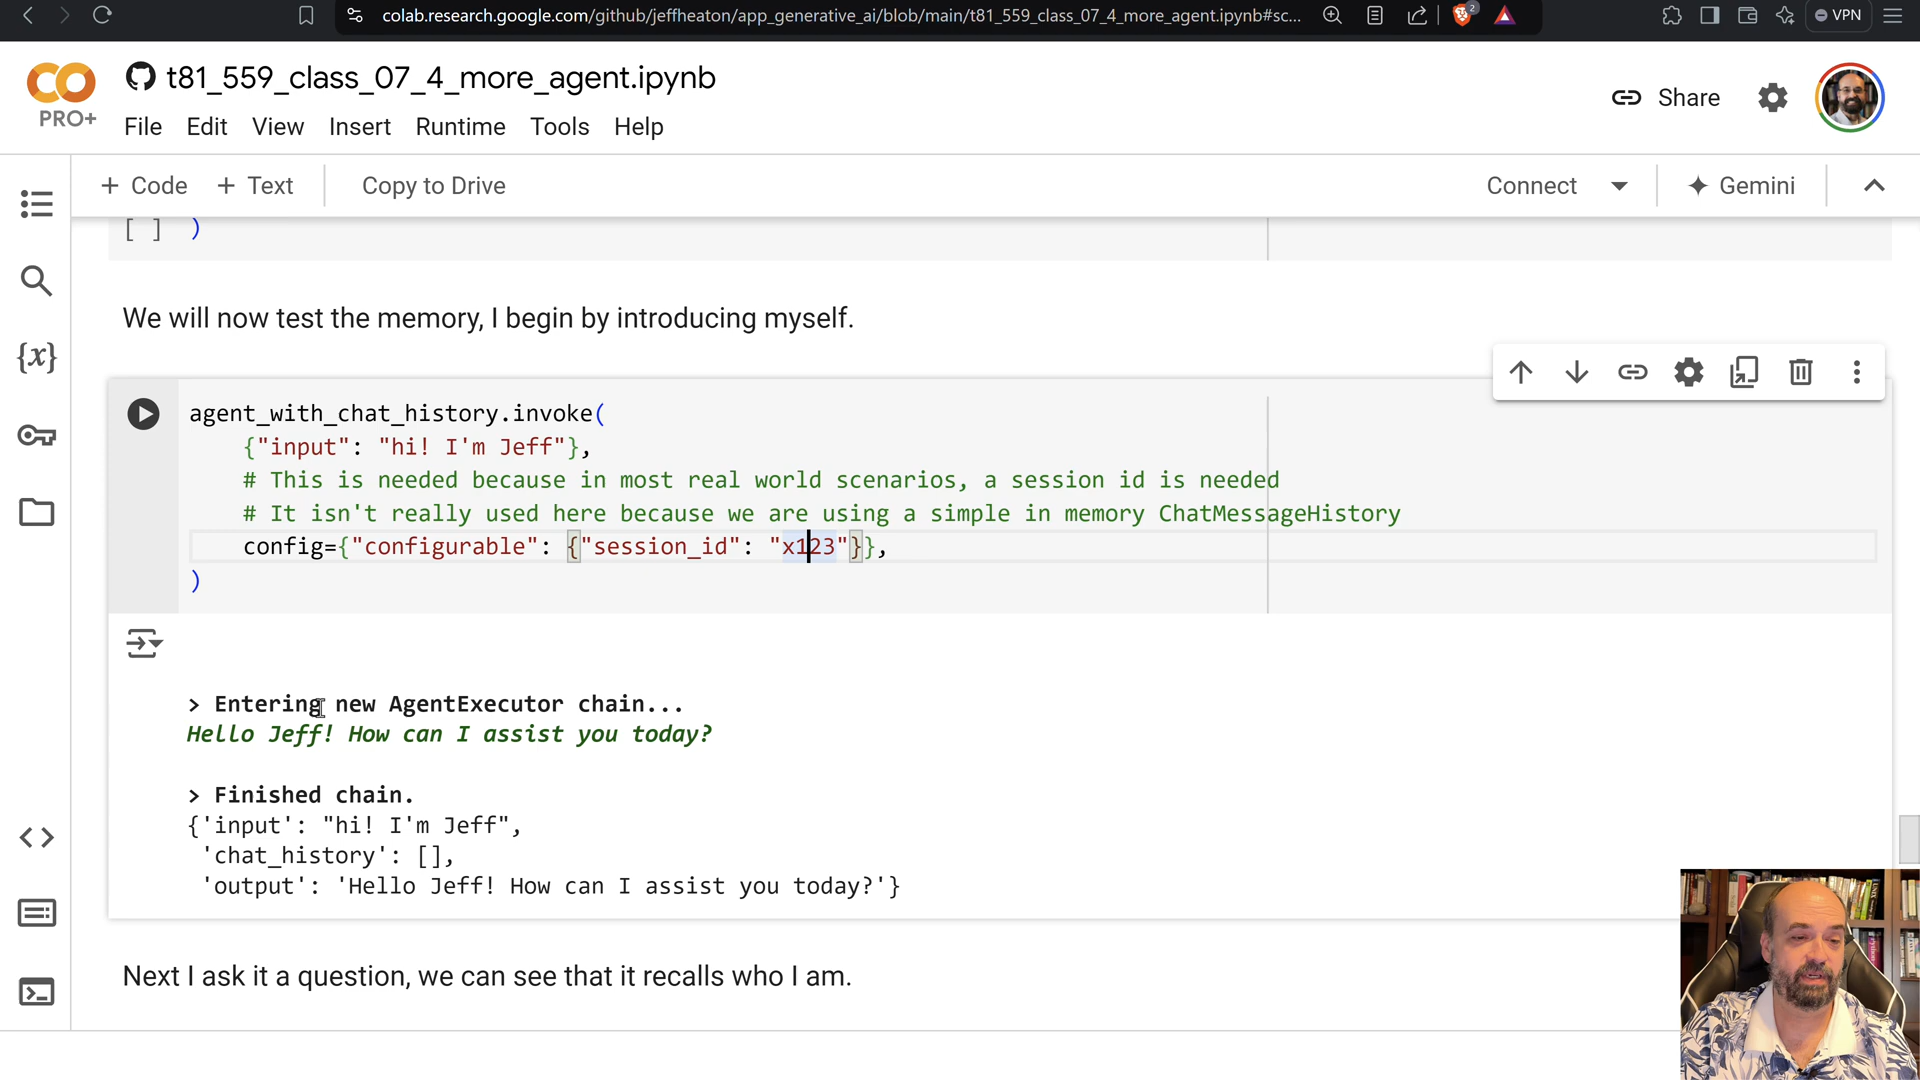 colab.research.google.com/github/jeffheaton/app_generative_ai/blob/main/t81_559_class_07_4_more_agent.ipynb#sc...
2
VPN
PRO+
t81_559_class_07_4_more_agent.ipynb
Share
File Edit View Insert Runtime Tools Help
+ Code + Text Copy to Drive Connect Gemini
[ ] )
We will now test the memory, I begin by introducing myself.
{x}
agent_with_chat_history.invoke(
{"input": "hi! I'm Jeff"},
# This is needed because in most real world scenarios, a session id is needed
# It isn't really used here because we are using a simple in memory ChatMessageHistory
config={"configurable": {"session_id": "x123"}},
)
> Entering new AgentExecutor chain...
Hello Jeff! How can I assist you today?
> Finished chain.
{'input': "hi! I'm Jeff",
'chat_history': [],
'output': 'Hello Jeff! How can I assist you today?'}
Next I ask it a question, we can see that it recalls who I am.